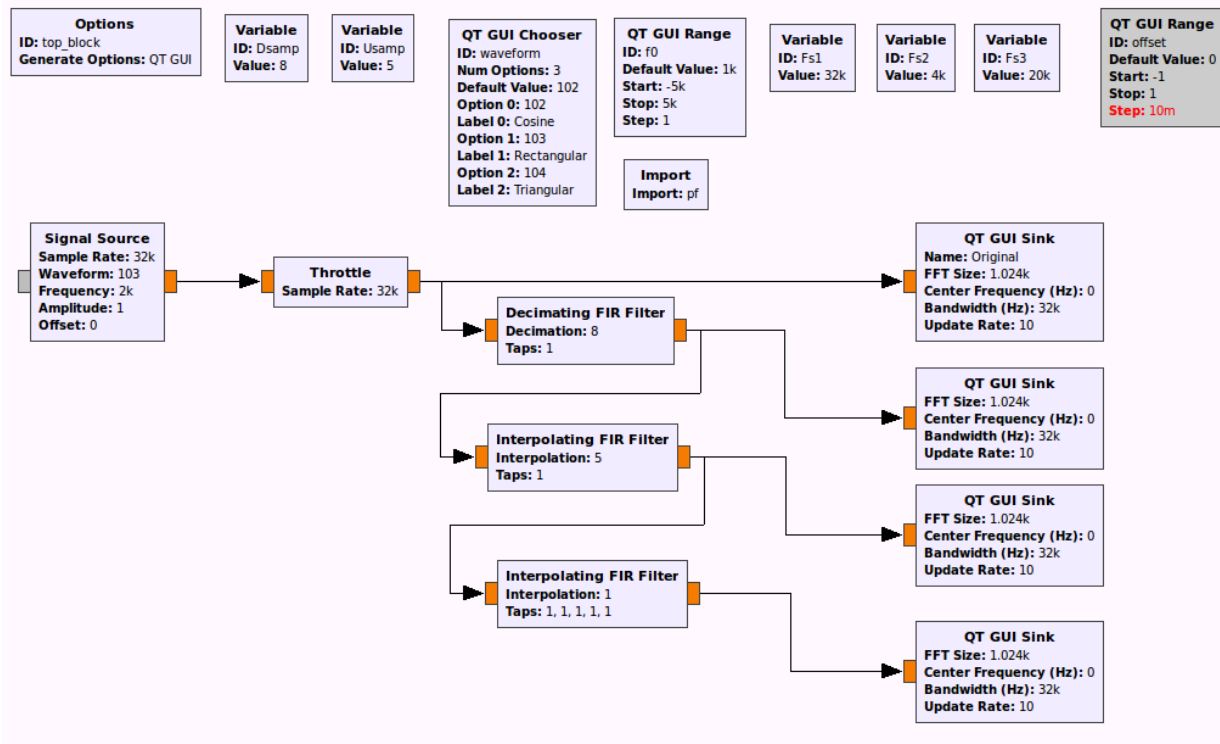 Options
ID: top_block
Generate Options: QT GUI
Variable
ID: Dsamp
Value: 8
Variable
ID: Usamp
Value: 5
QT GUI Chooser
ID: waveform
Num Options: 3
Default Value: 102
Option 0: 102
Label 0: Cosine
Option 1: 103
Label 1: Rectangular
Option 2: 104
Label 2: Triangular
QT GUI Range
ID: f0
Default Value: 1k
Start: -5k
Stop: 5k
Step: 1
Variable
ID: Fs1
Value: 32k
Variable
ID: Fs2
Value: 4k
Variable
ID: Fs3
Value: 20k
QT GUI Range
ID: offset
Default Value: 0
Start: -1
Stop: 1
Step: 10m
Import
Import: pf
Signal Source
Sample Rate: 32k
Waveform: 103
Frequency: 2k
Amplitude: 1
Offset: 0
Throttle
Sample Rate: 32k
QT GUI Sink
Name: Original
FFT Size: 1.024k
Center Frequency (Hz): 0
Bandwidth (Hz): 32k
Update Rate: 10
Decimating FIR Filter
Decimation: 8
Taps: 1
QT GUI Sink
FFT Size: 1.024k
Center Frequency (Hz): 0
Bandwidth (Hz): 32k
Update Rate: 10
Interpolating FIR Filter
Interpolation: 5
Taps: 1
QT GUI Sink
FFT Size: 1.024k
Center Frequency (Hz): 0
Bandwidth (Hz): 32k
Update Rate: 10
Interpolating FIR Filter
Interpolation: 1
Taps: 1, 1, 1, 1, 1
QT GUI Sink
FFT Size: 1.024k
Center Frequency (Hz): 0
Bandwidth (Hz): 32k
Update Rate: 10